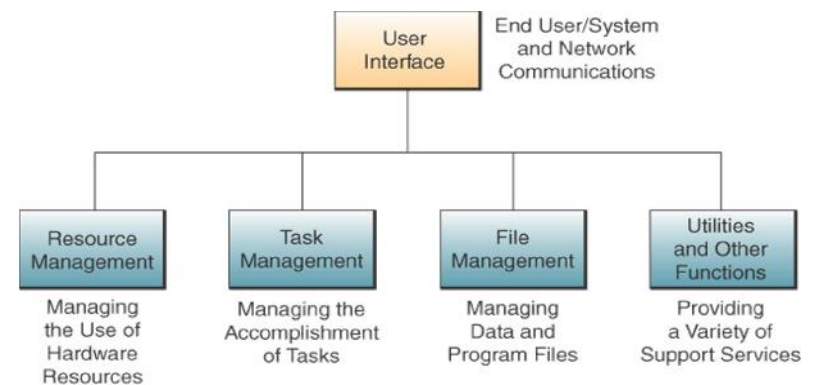 User
Interface
End User/System
and Network
Communications
Resource
Management
Task
Management
File
Management
Utilities
and Other
Functions
Managing
the Use of
Hardware
Resources
Managing the
Accomplishment
of Tasks
Managing
Data and
Program Files
Providing
a Variety of
Support Services